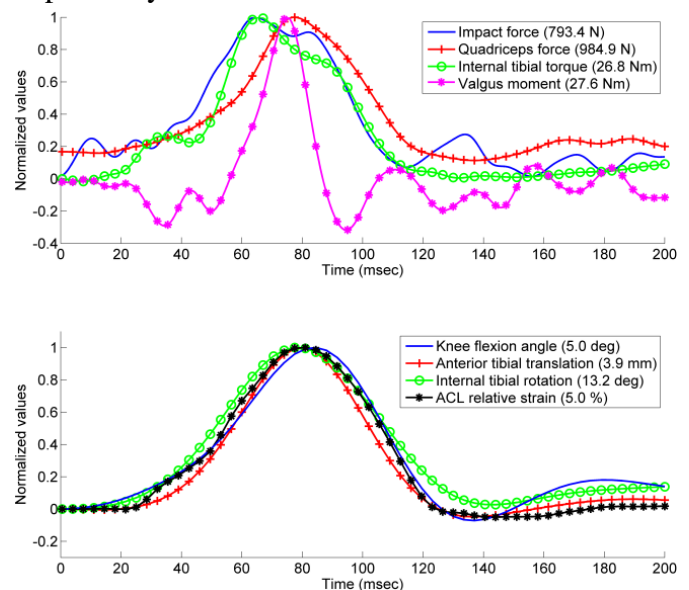 Impact force (793.4 N)
Quadriceps force (984.9 N)
Internal tibial torque (26.8 Nm)
Valgus moment (27.6 Nm)
Normalized values
1
0.8
0.6
0.4
0.2
0
-0.2
-0.4
0 20 40 60 80 100 120 140 160 180 200
Time (msec)
Knee flexion angle (5.0 deg)
Anterior tibial translation (3.9 mm)
Internal tibial rotation (13.2 deg)
ACL relative strain (5.0 %)
Normalized values
1
0.8
0.6
0.4
0.2
0
-0.2
0 20 40 60 80 100 120 140 160 180 200
Time (msec)